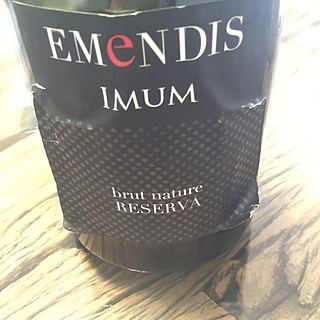 EMeNDIS
IMUM
brut nature
RESERVA